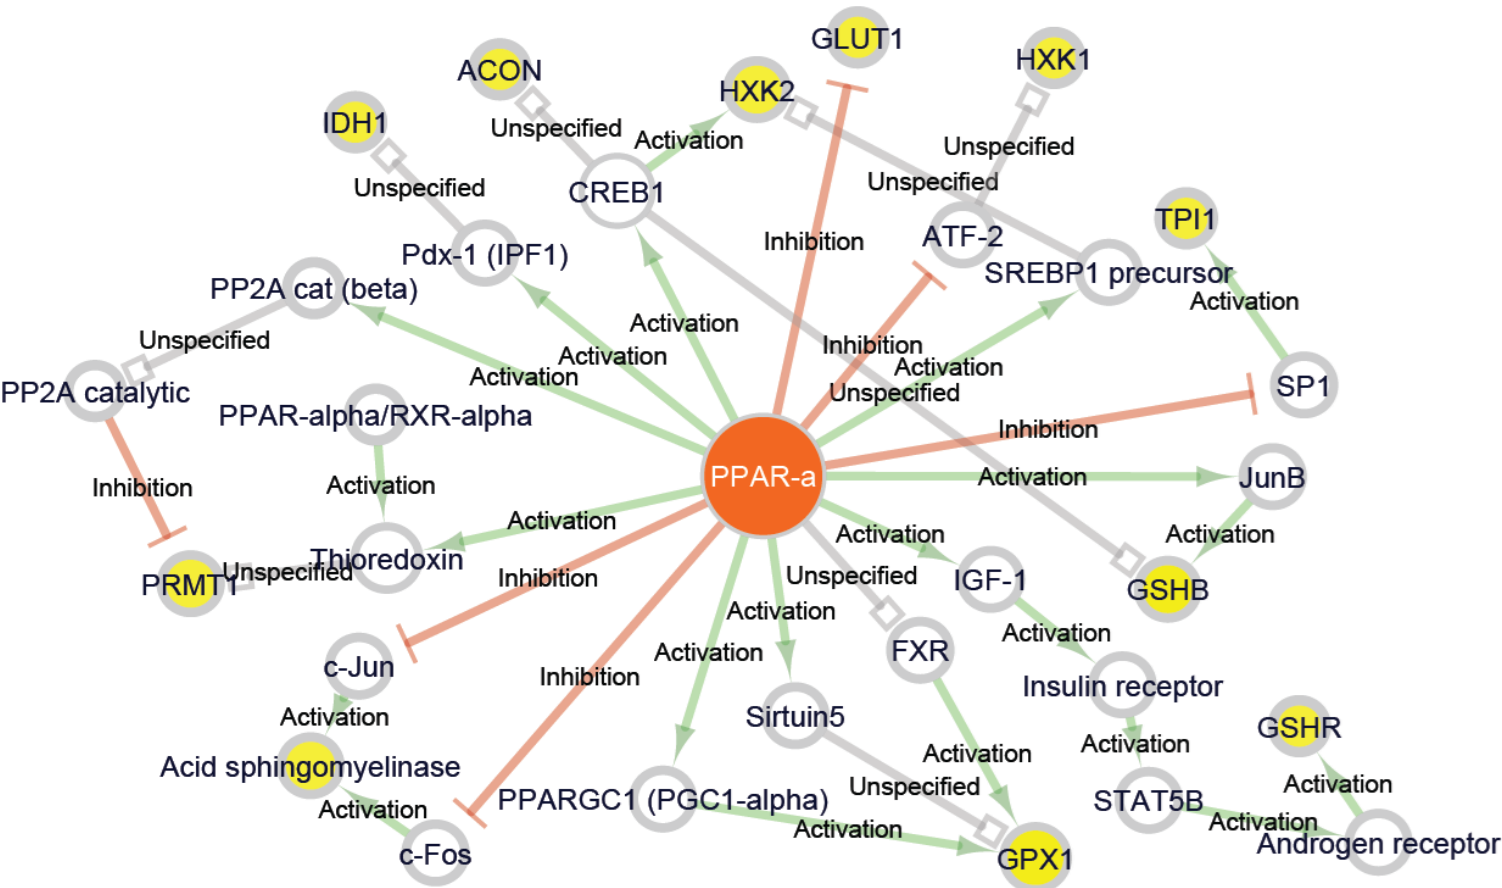 GLUT1
HXK1
ACON
HXK2
IDH1
Unspecified
Activation
Unspecified
Unspecified
Unspecified
CREB1
TPI1
Inhibition
ATF-2
Pdx-1 (IPF1)
SREBP1 precursor
PP2A cat (beta)
Activation
Activation
Unspecified
Inhibition
Activation
Activation
Activation
Unspecified
SP1
PP2A catalytic
PPAR-alpha/RXR-alpha
Inhibition
PPAR-a
Activation
JunB
Inhibition
Activation
Activation
Activation
Activation
Thioredoxin
Unspecified
PRMT1
Inhibition
Unspecified
IGF-1
GSHB
Activation
Activation
c-Jun
Activation
FXR
Inhibition
Insulin receptor
Activation
Sirtuin5
GSHR
Acid sphingomyelinase
Activation
Activation
Unspecified
Activation
PPARGC1 (PGC1-alpha)
STAT5B
Activation
Activation
Activation
Androgen receptor
c-Fos
GPX1